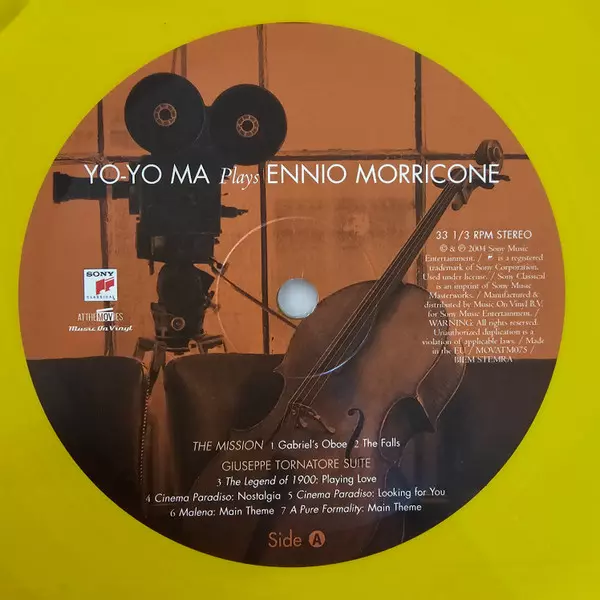 YO-YO MA Plays ENNIO MORRICONE
33 1/3 RPM STEREO
© & ℗ 2004 Sony Music
Entertainment. / is a registered
trademark of Sony Corporation.
Used under license. / Sony Classical
is an imprint of Sony Music
Masterworks. / Manufactured &
distributed by Music On Vinyl B.V.
for Sony Music Entertainment. /
WARNING: All rights reserved.
Unauthorized duplication is a
violation of applicable laws. / Made
in the EU / MOVATM075 /
BIEM STEMRA
SONY
CLASSICAL
AT THE MOVIES
Music On Vinyl
THE MISSION 1 Gabriel's Oboe 2 The Falls
GIUSEPPE TORNATORE SUITE
3 The Legend of 1900: Playing Love
4 Cinema Paradiso: Nostalgia 5 Cinema Paradiso: Looking for You
6 Malena: Main Theme 7 A Pure Formality: Main Theme
Side A